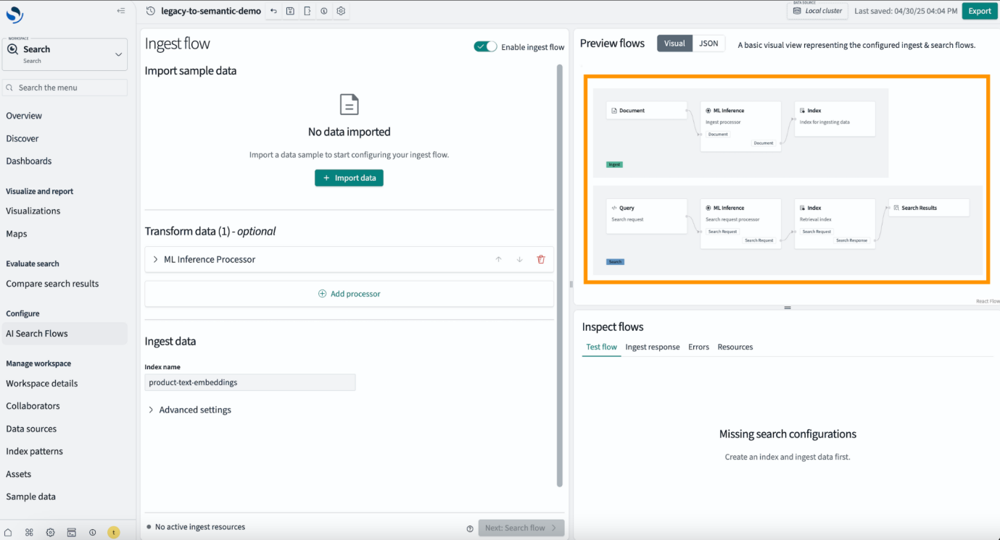 legacy-to-semantic-demo
DATA SOURCE
Local cluster
Last saved: 04/30/25 04:04 PM
Export
WORKSPACE
Search
Search
Search the menu
Overview
Discover
Dashboards
Visualize and report
Visualizations
Maps
Evaluate search
Compare search results
Configure
AI Search Flows
Manage workspace
Workspace details
Collaborators
Data sources
Index patterns
Assets
Sample data
t
Ingest flow
Enable ingest flow
Import sample data
No data imported
Import a data sample to start configuring your ingest flow.
+ Import data
Transform data (1) - optional
ML Inference Processor
Add processor
Ingest data
Index name
product-text-embeddings
Advanced settings
No active ingest resources
Next: Search flow
Preview flows
Visual
JSON
A basic visual view representing the configured ingest & search flows.
Document
ML Inference
Ingest processor
Document
Document
Index
Index for ingesting data
Ingest
Query
Search request
ML Inference
Search request processor
Search Request
Search Request
Index
Retrieval index
Search Request
Search Response
Search Results
Search
React Flow
Inspect flows
Test flow
Ingest response
Errors
Resources
Missing search configurations
Create an index and ingest data first.